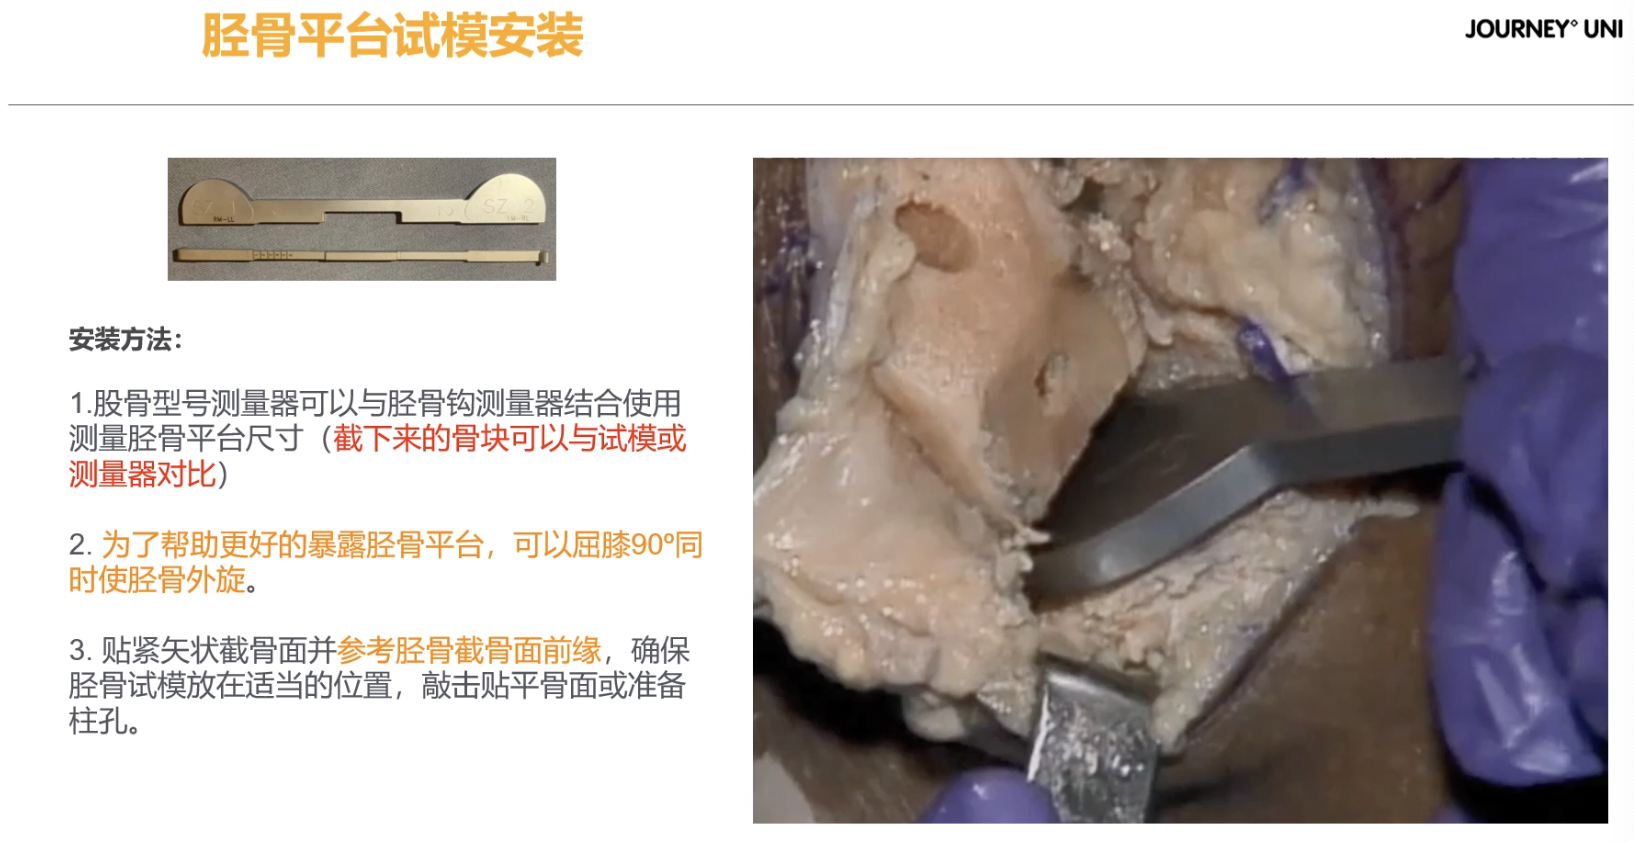 胫骨平台试模安装
JOURNEY° UNI
SZ 1
RM-LL
SZ 2
LM-RL
安装方法：
1.股骨型号测量器可以与胫骨钩测量器结合使用
测量胫骨平台尺寸（截下来的骨块可以与试模或
测量器对比）
2. 为了帮助更好的暴露胫骨平台，可以屈膝90°同
时使胫骨外旋。
3. 贴紧矢状截骨面并参考胫骨截骨面前缘，确保
胫骨试模放在适当的位置，敲击贴平骨面或准备
柱孔。